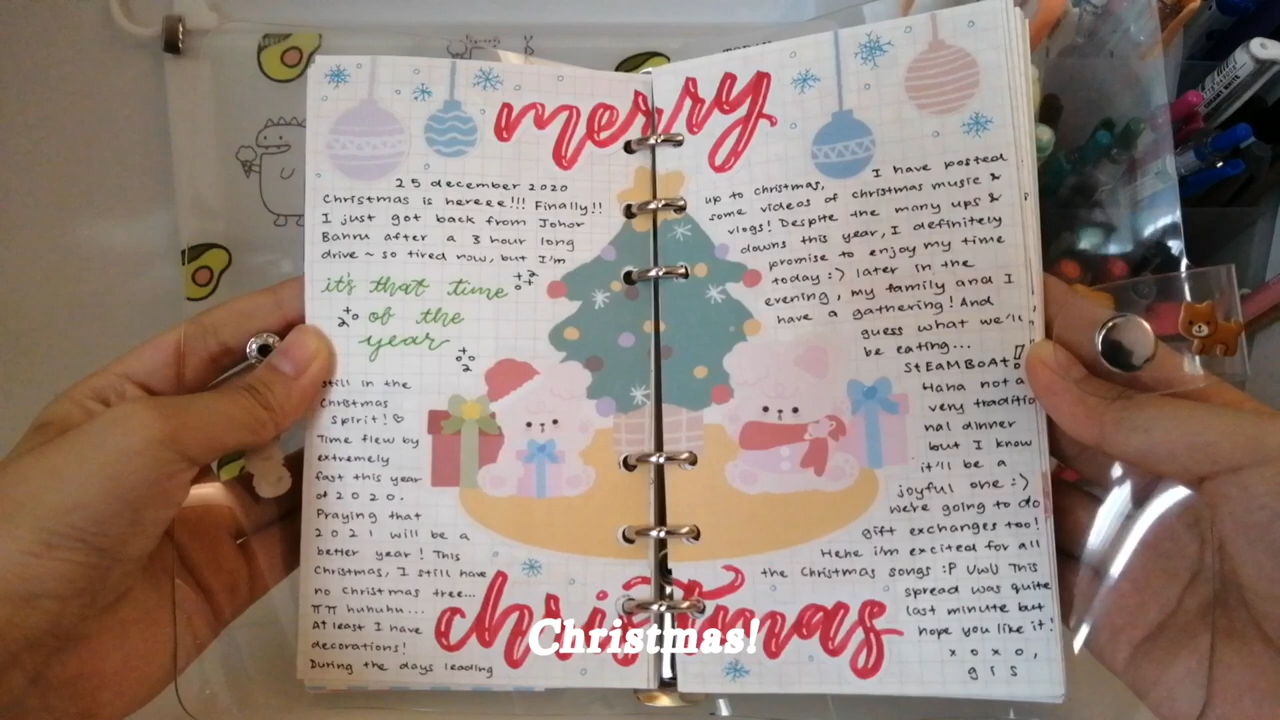 merry
25 december 2020
Christmas is hereee!!! Finally!!
I just got back from Johor
Bahru after a 3 hour long
drive ~ so tired now, but I'm
it's that time
of the
year
still in the
Christmas
spirit! ♡
Time flew by
extremely
fast this year
of 2020.
Praying that
2021 will be a
better year! This
Christmas, I still have
no Christmas tree...
ㅠㅠ huhuhu...
At least I have
decorations!
During the days leading
I have posted
up to christmas,
some videos of christmas music &
vlogs! Despite the many ups &
downs this year, I definitely
promise to enjoy my time
today :> later in the
evening, my family and I
have a gathering! And
guess what we'll
be eating...
STEAMBOAT!
Haha not a
very traditio
nal dinner
but I know
it'll be a
joyful one :>
we're going to do
gift exchanges too!
Hehe i'm excited for all
the Christmas songs :P UwU This
spread was quite
last minute but
hope you like it!
xoxo,
gis
christmas
Christmas!